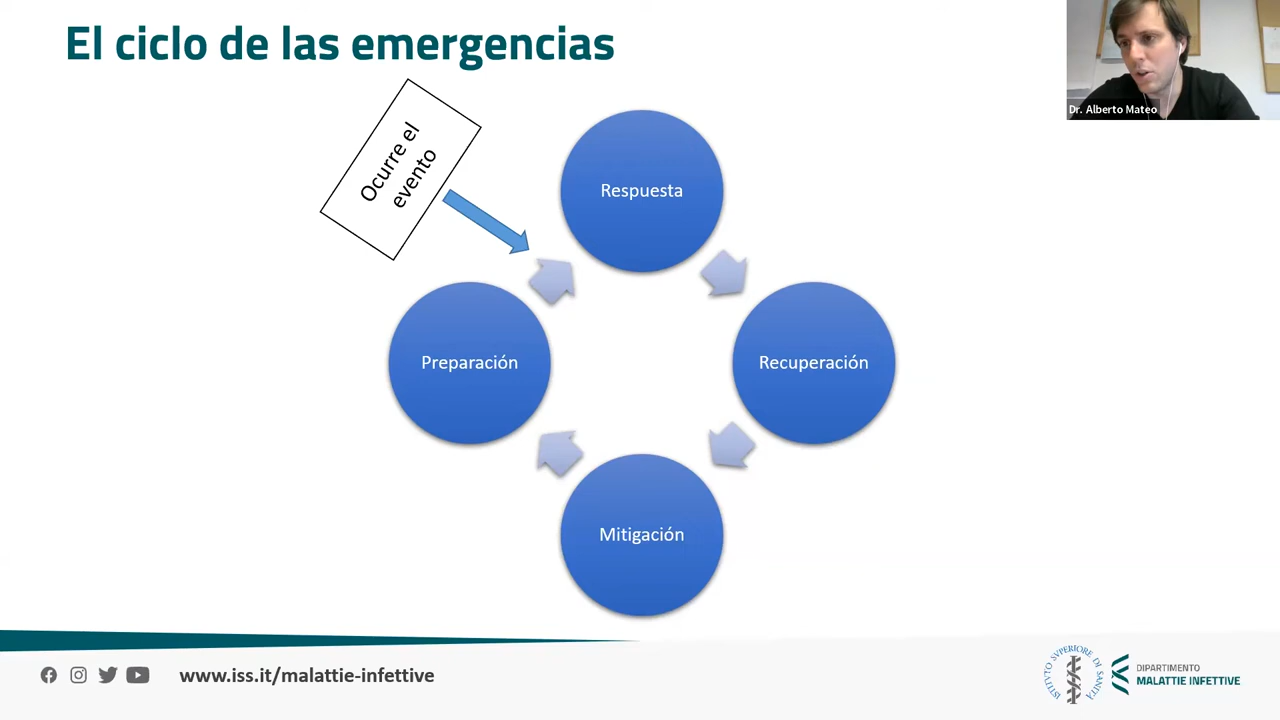 El ciclo de las emergencias
Dr. Alberto Mateo
Ocurre el
evento
Respuesta
Preparación
Recuperación
Mitigación
www.iss.it/malattie-infettive
ISTITUTO SUPERIORE DI SANITÀ
DIPARTIMENTO
MALATTIE INFETTIVE